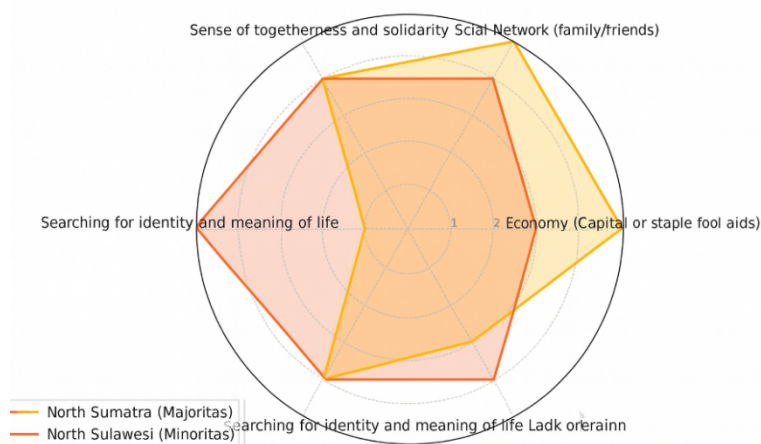 Sense of togetherness and solidarity Scial Network (family/friends)
Searching for identity and meaning of life
1
2
Economy (Capital or staple fool aids)
North Sumatra (Majoritas)
North Sulawesi (Minoritas)
Searching for identity and meaning of life Ladk orerainn